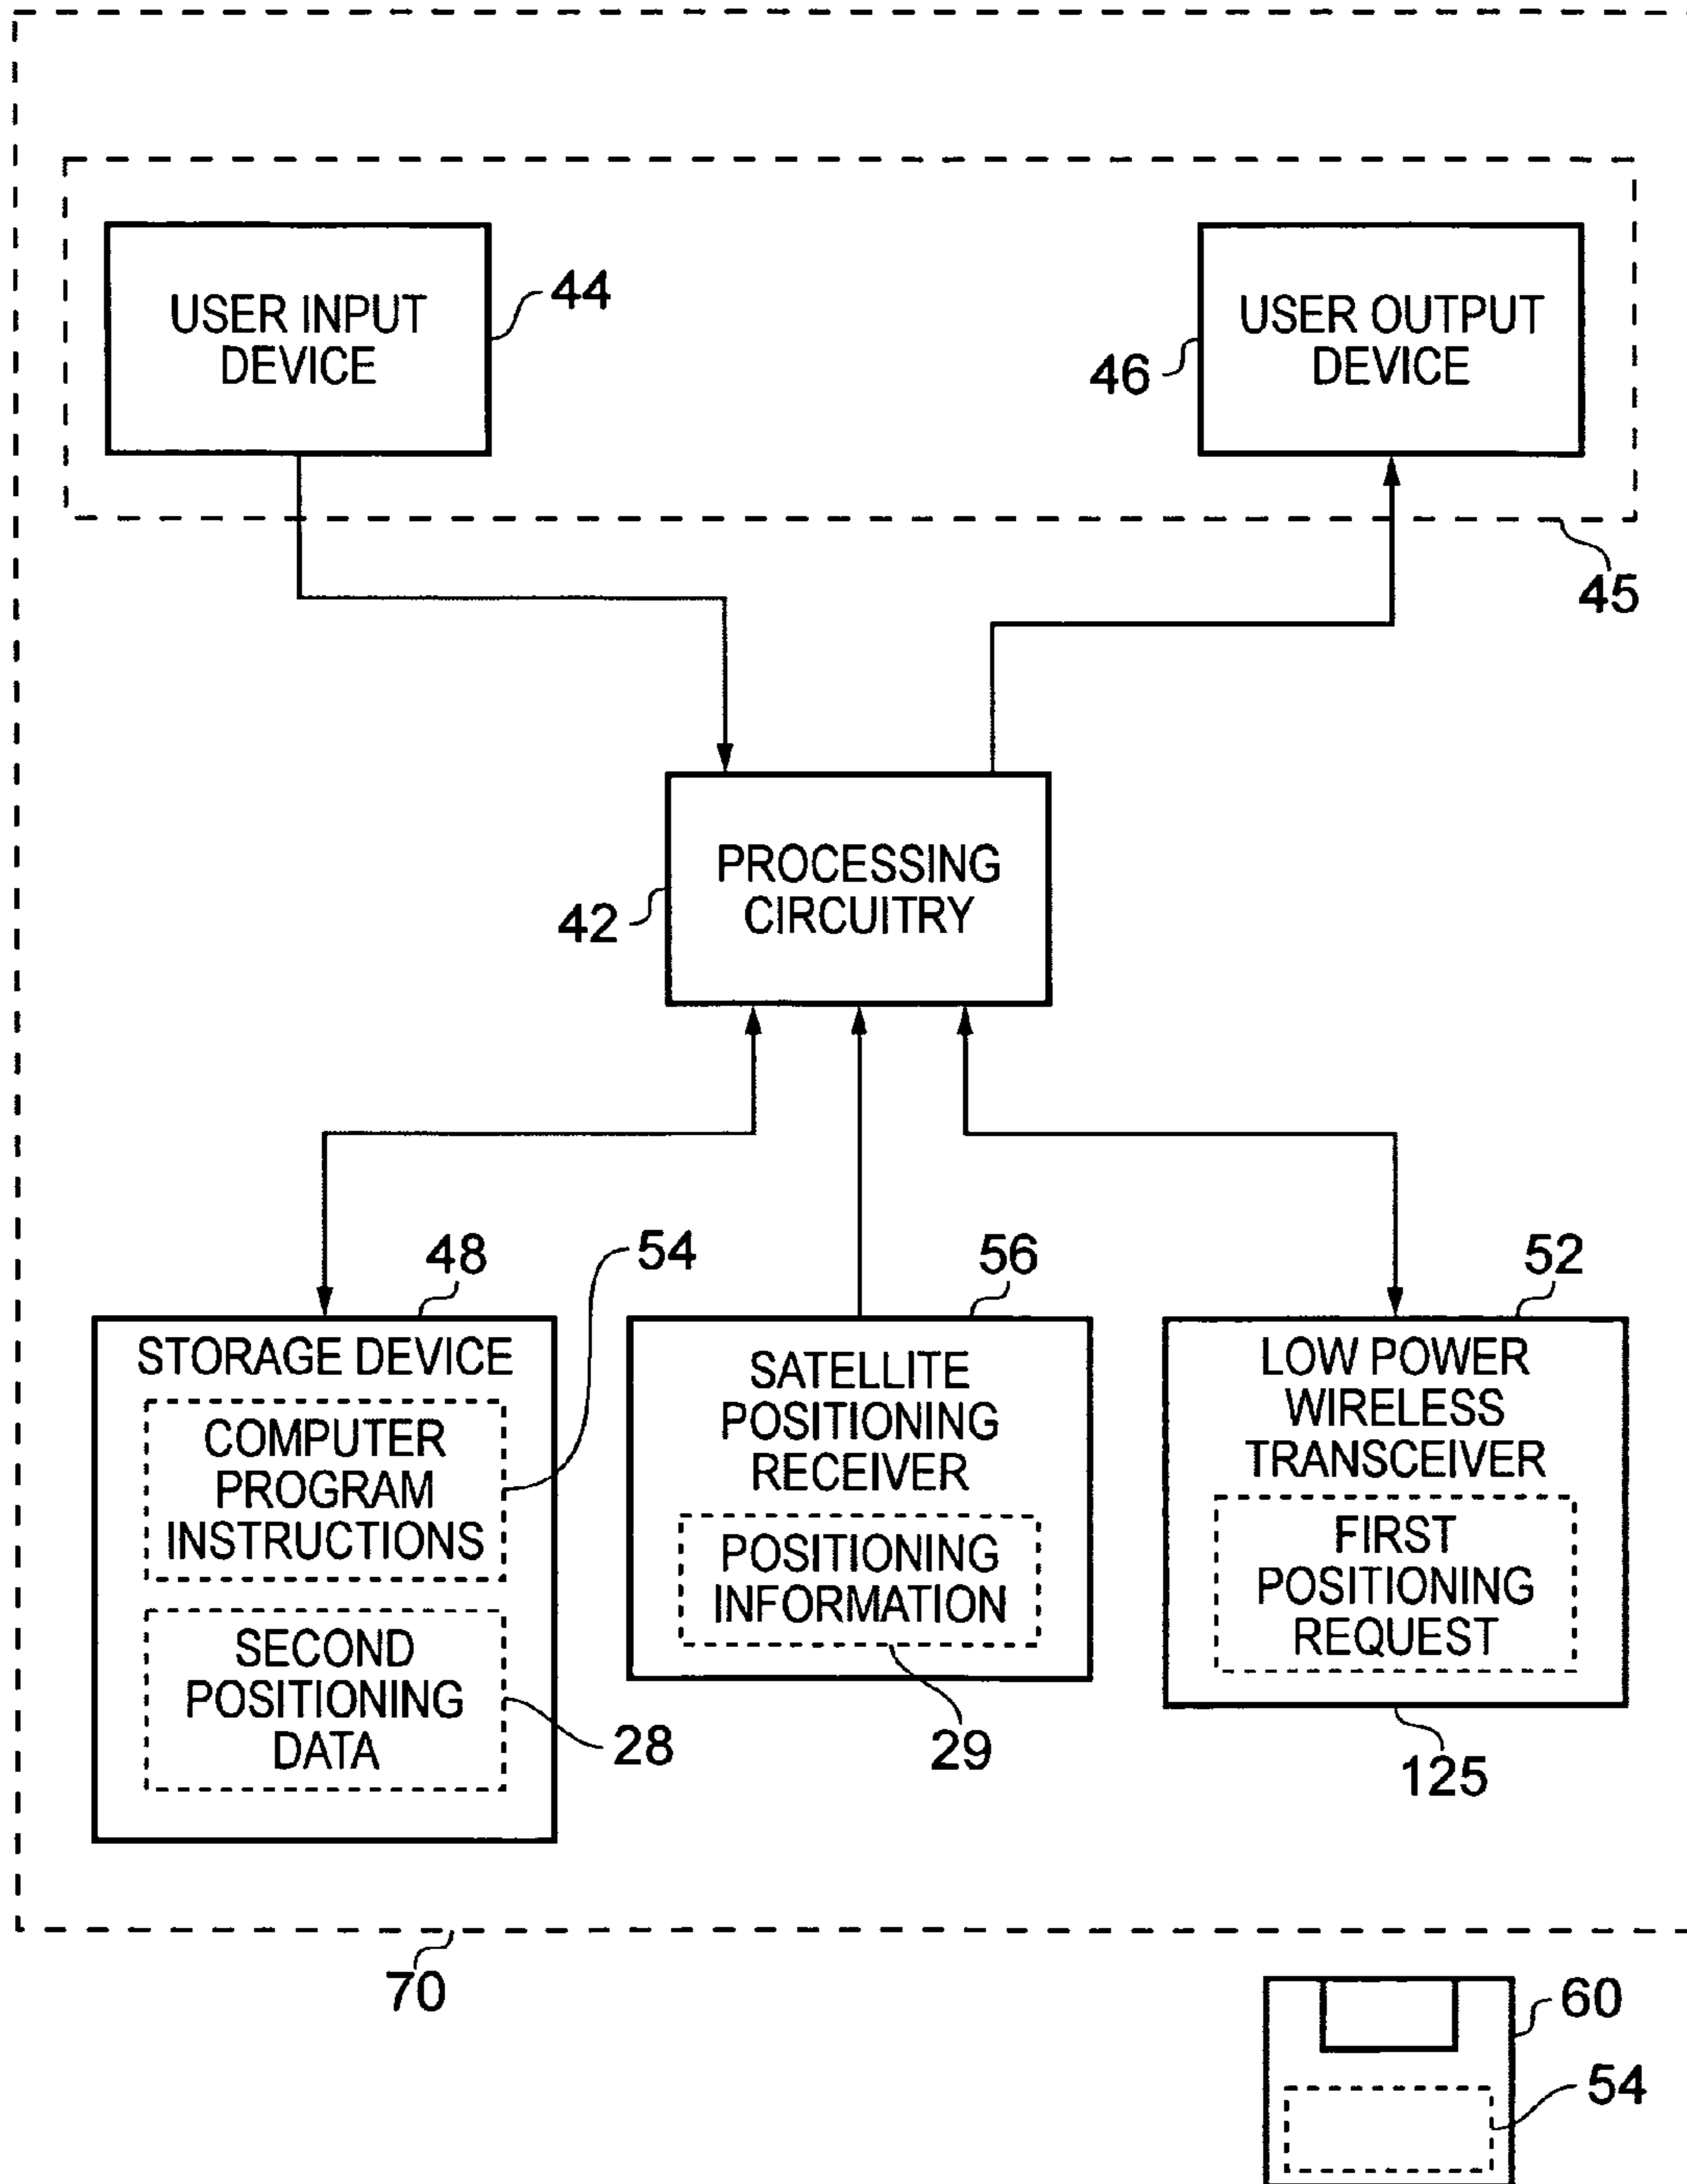 USER INPUT
DEVICE
44
USER OUTPUT
DEVICE
46
45
PROCESSING
CIRCUITRY
42
48
54
56
52
STORAGE DEVICE
COMPUTER
PROGRAM
INSTRUCTIONS
SECOND
POSITIONING
DATA
28
SATELLITE
POSITIONING
RECEIVER
POSITIONING
INFORMATION
29
LOW POWER
WIRELESS
TRANSCEIVER
FIRST
POSITIONING
REQUEST
125
70
60
54